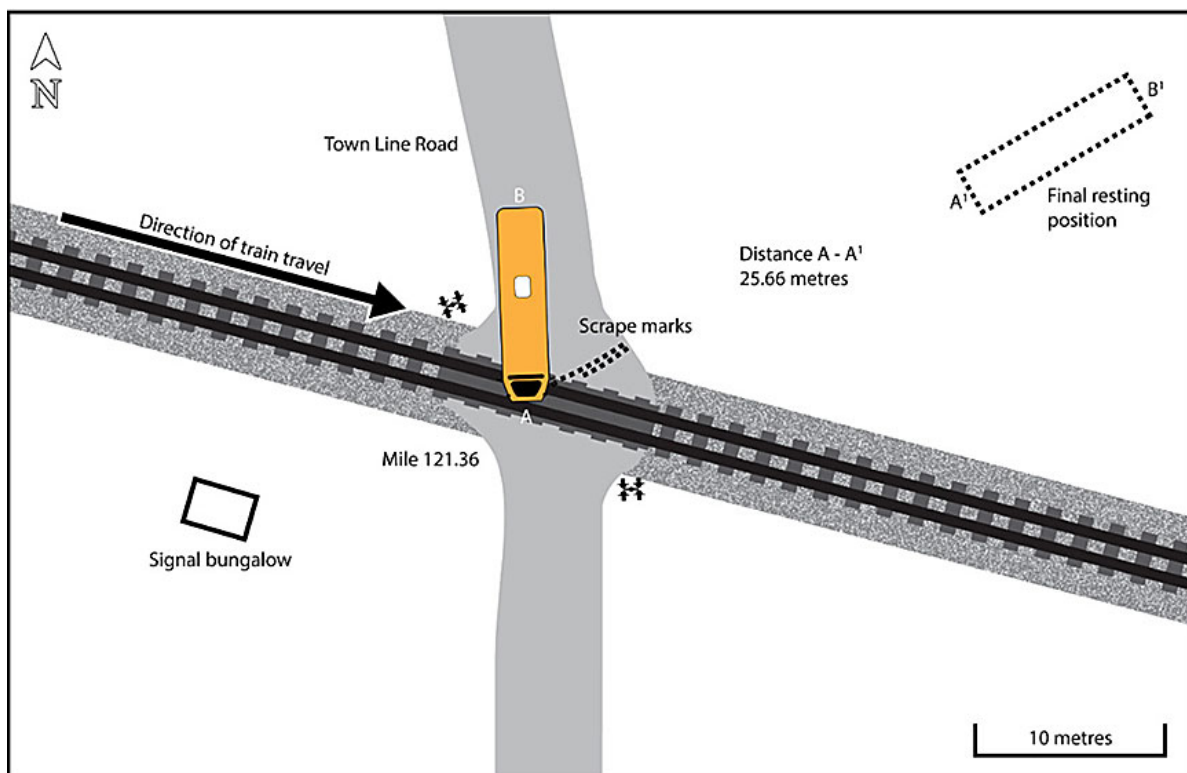 N
Town Line Road
B
B¹
A¹
Final resting
position
Direction of train travel
Distance A - A¹
25.66 metres
Scrape marks
A
Mile 121.36
Signal bungalow
10 metres